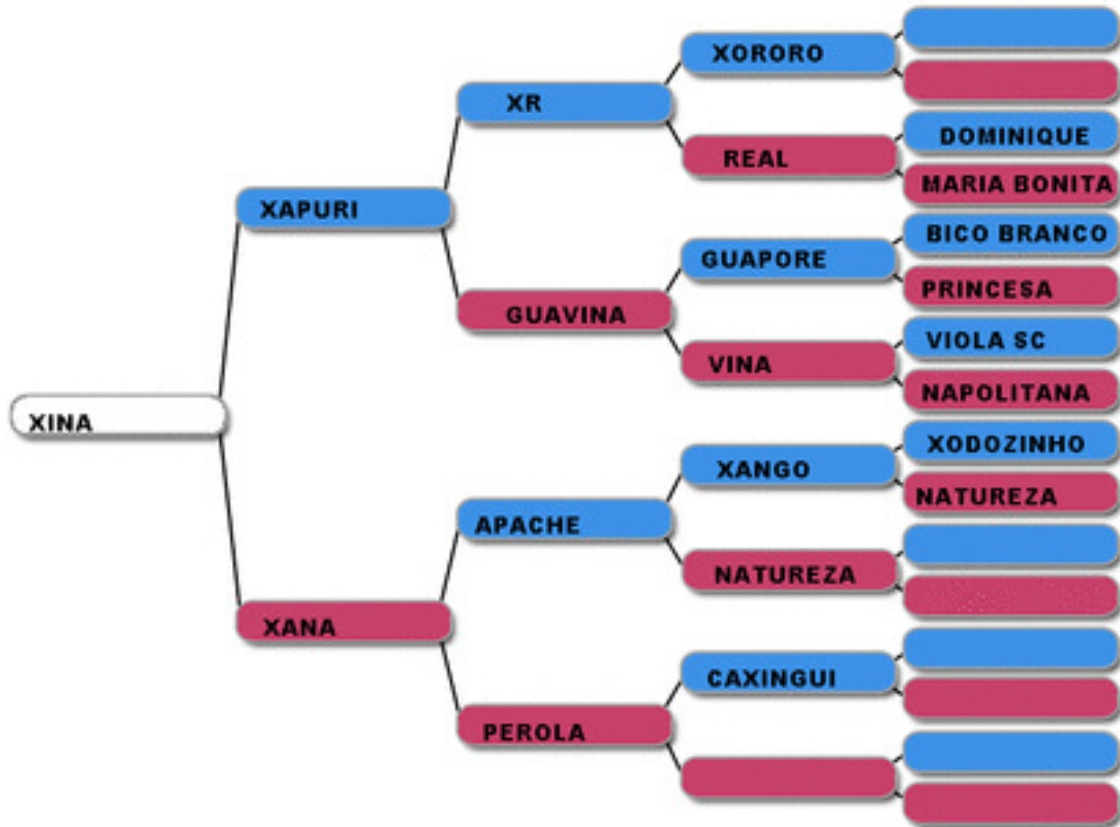 XORORO
XR
DOMINIQUE
REAL
MARIA BONITA
XAPURI
BICO BRANCO
GUAPORE
PRINCESA
GUAVINA
VIOLA SC
VINA
NAPOLITANA
XINA
XODOZINHO
XANGO
NATUREZA
APACHE
NATUREZA
XANA
CAXINGUI
PEROLA